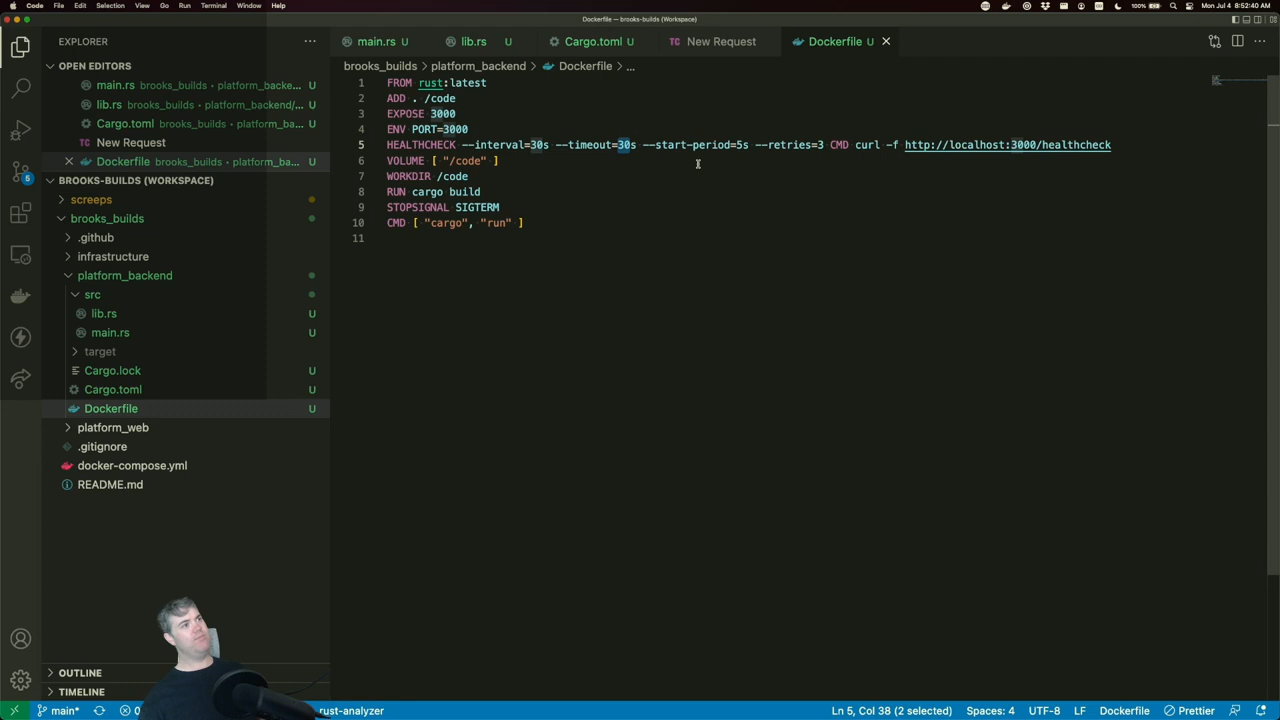 Code File Edit Selection View Go Run Terminal Window Help
100% Mon Jul 4 8:52:40 AM
Dockerfile — brooks-builds (Workspace)
EXPLORER
main.rs U lib.rs U Cargo.toml U New Request Dockerfile U
OPEN EDITORS
main.rs brooks_builds • platform_backe... U
lib.rs brooks_builds • platform_backend/... U
Cargo.toml brooks_builds • platform_... U
New Request
Dockerfile brooks_builds • platform_ba... U
BROOKS-BUILDS (WORKSPACE)
screeps
brooks_builds
.github
infrastructure
platform_backend
src
lib.rs U
main.rs U
target
Cargo.lock U
Cargo.toml U
Dockerfile U
platform_web
.gitignore
docker-compose.yml U
README.md U
OUTLINE
TIMELINE
brooks_builds > platform_backend > Dockerfile > ...
1 FROM rust:latest
2 ADD . /code
3 EXPOSE 3000
4 ENV PORT=3000
5 HEALTHCHECK --interval=30s --timeout=30s --start-period=5s --retries=3 CMD curl -f http://localhost:3000/healthcheck
6 VOLUME [ "/code" ]
7 WORKDIR /code
8 RUN cargo build
9 STOPSIGNAL SIGTERM
10 CMD [ "cargo", "run" ]
11
main* 0 rust-analyzer Ln 5, Col 38 (2 selected) Spaces: 4 UTF-8 LF Dockerfile Prettier